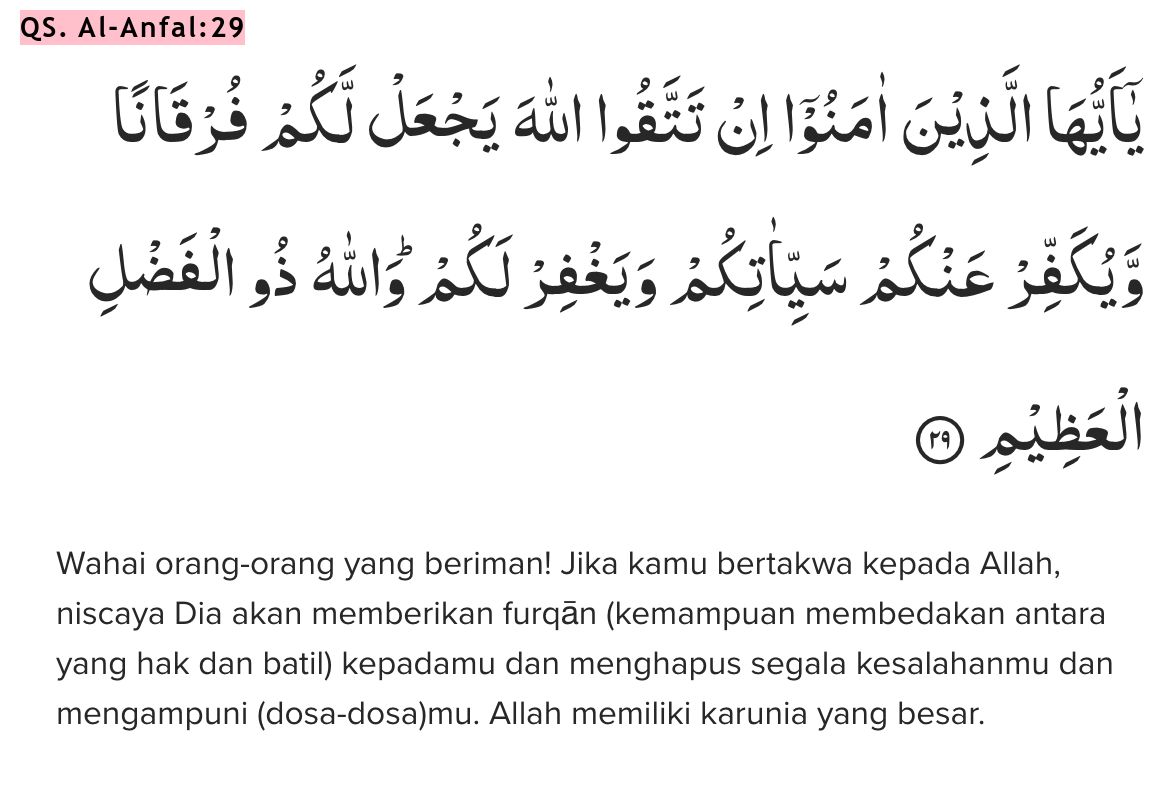 QS. Al-Anfal:29
يٰٓاَيُّهَا الَّذِيْنَ اٰمَنُوْٓا اِنْ تَتَّقُوا اللّٰهَ يَجْعَلْ لَّكُمْ فُرْقَانًا
وَّيُكَفِّرْ عَنْكُمْ سَيِّاٰتِكُمْ وَيَغْفِرْ لَكُمْۗ وَاللّٰهُ ذُو الْفَضْلِ
الْعَظِيْمِ ٢٩
Wahai orang-orang yang beriman! Jika kamu bertakwa kepada Allah,
niscaya Dia akan memberikan furqān (kemampuan membedakan antara
yang hak dan batil) kepadamu dan menghapus segala kesalahanmu dan
mengampuni (dosa-dosa)mu. Allah memiliki karunia yang besar.